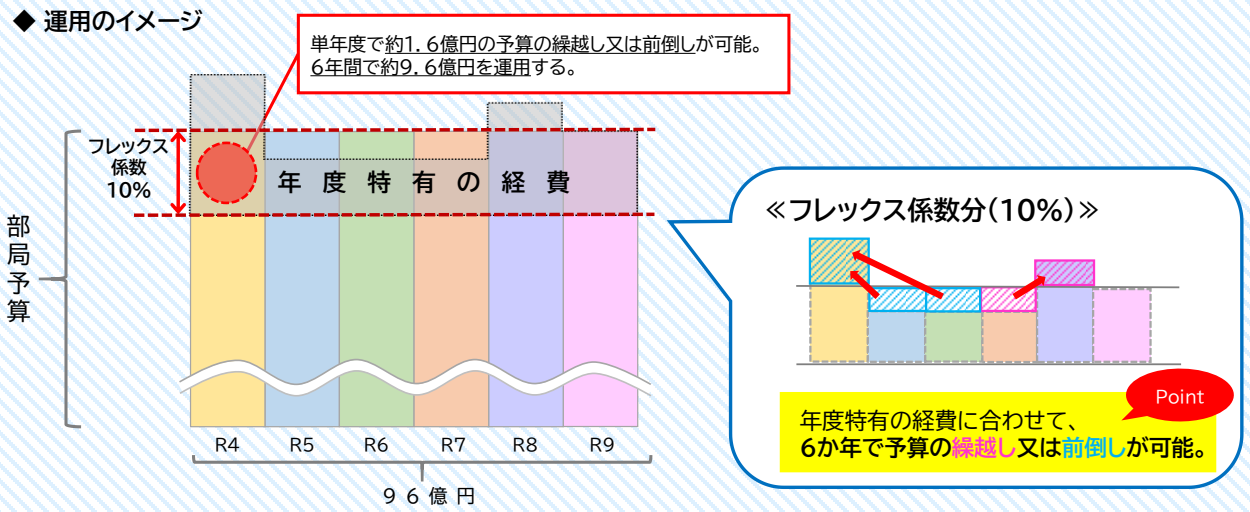 ◆ 運用のイメージ
単年度で約1.6億円の予算の繰越し又は前倒しが可能。
6年間で約9.6億円を運用する。
フレックス
係数
10%
年度特有の経費
部局予算
R4 R5 R6 R7 R8 R9
96億円
≪フレックス係数分(10%)≫
Point
年度特有の経費に合わせて、
6か年で予算の繰越し又は前倒しが可能。